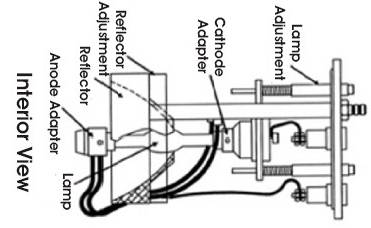 Lamp
Adjustment
Cathode
Adapter
Reflector
Adjustment
Reflector
Anode Adapter
Lamp
Interior View